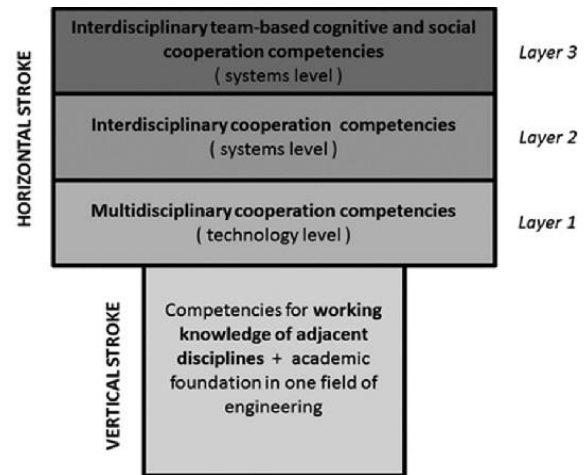 HORIZONTAL STROKE
Interdisciplinary team-based cognitive and social
cooperation competencies
( systems level )
Layer 3
Interdisciplinary cooperation competencies
( systems level )
Layer 2
Multidisciplinary cooperation competencies
( technology level )
Layer 1
VERTICAL STROKE
Competencies for working
knowledge of adjacent
disciplines + academic
foundation in one field of
engineering